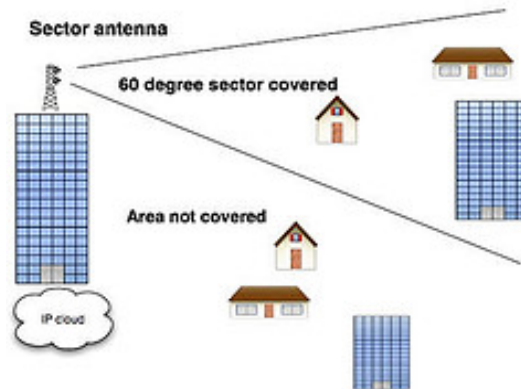 Sector antenna
60 degree sector covered
Area not covered
IP cloud